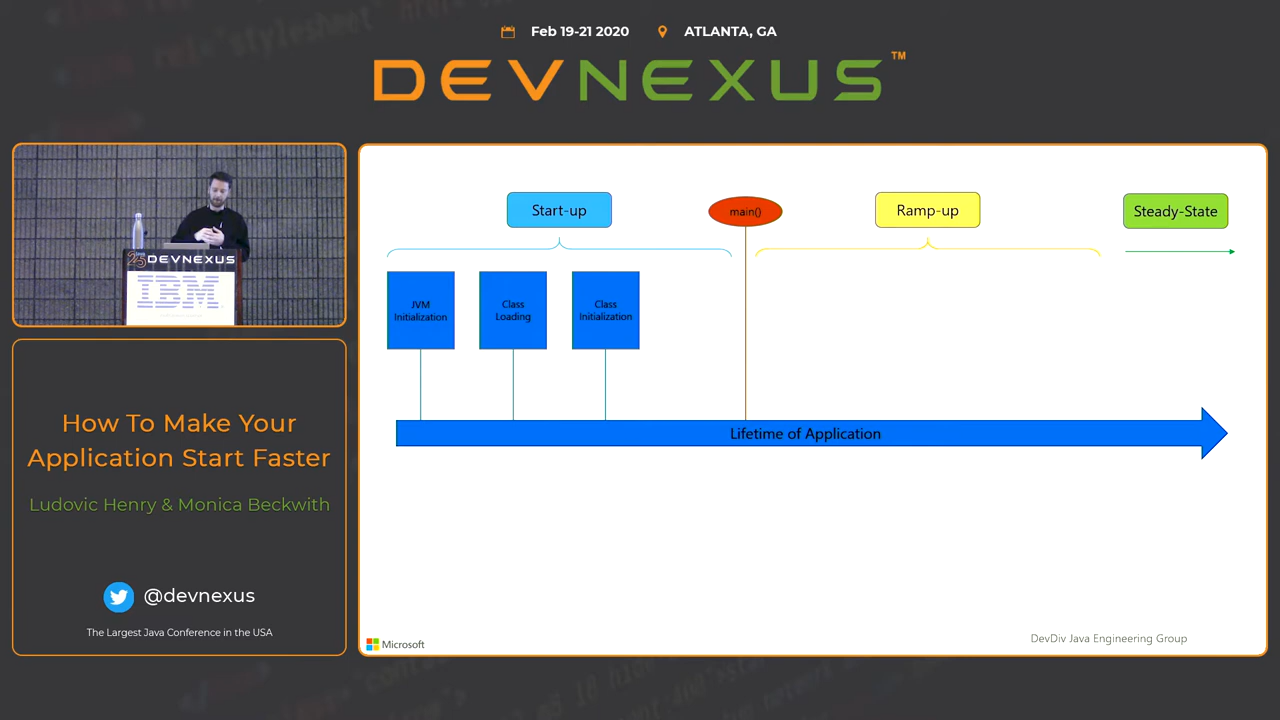 Feb 19-21 2020
ATLANTA, GA
DEVNEXUS™
25 DEVNEXUS
IBM
How To Make Your
Application Start Faster
Ludovic Henry & Monica Beckwith
@devnexus
The Largest Java Conference in the USA
Start-up
main()
Ramp-up
Steady-State
JVM
Initialization
Class
Loading
Class
Initialization
Lifetime of Application
Microsoft
DevDiv Java Engineering Group